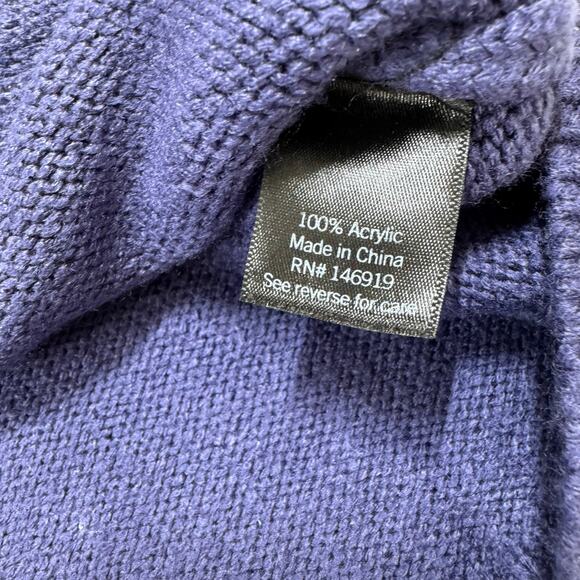 100% Acrylic
Made in China
RN# 146919
See reverse for care